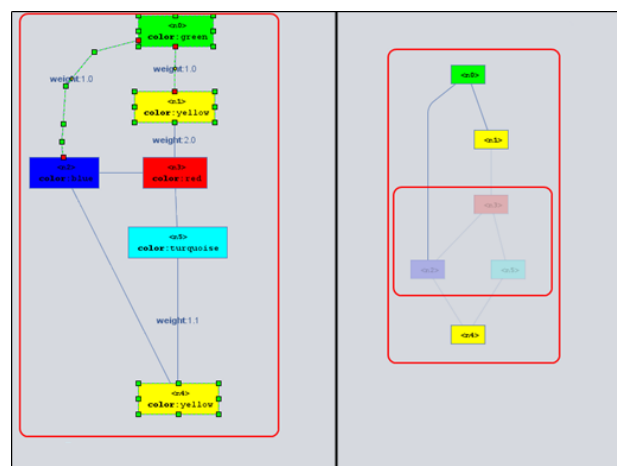 <n0>
color:green
weight:1.0
weight:1.0
<n1>
color:yellow
weight:2.0
<n3>
color:blue
color:red
<n5>
color:turquoise
weight:1.1
<n4>
color:yellow
<n0>
<n1>
<n3>
<n2>
<n5>
<n4>